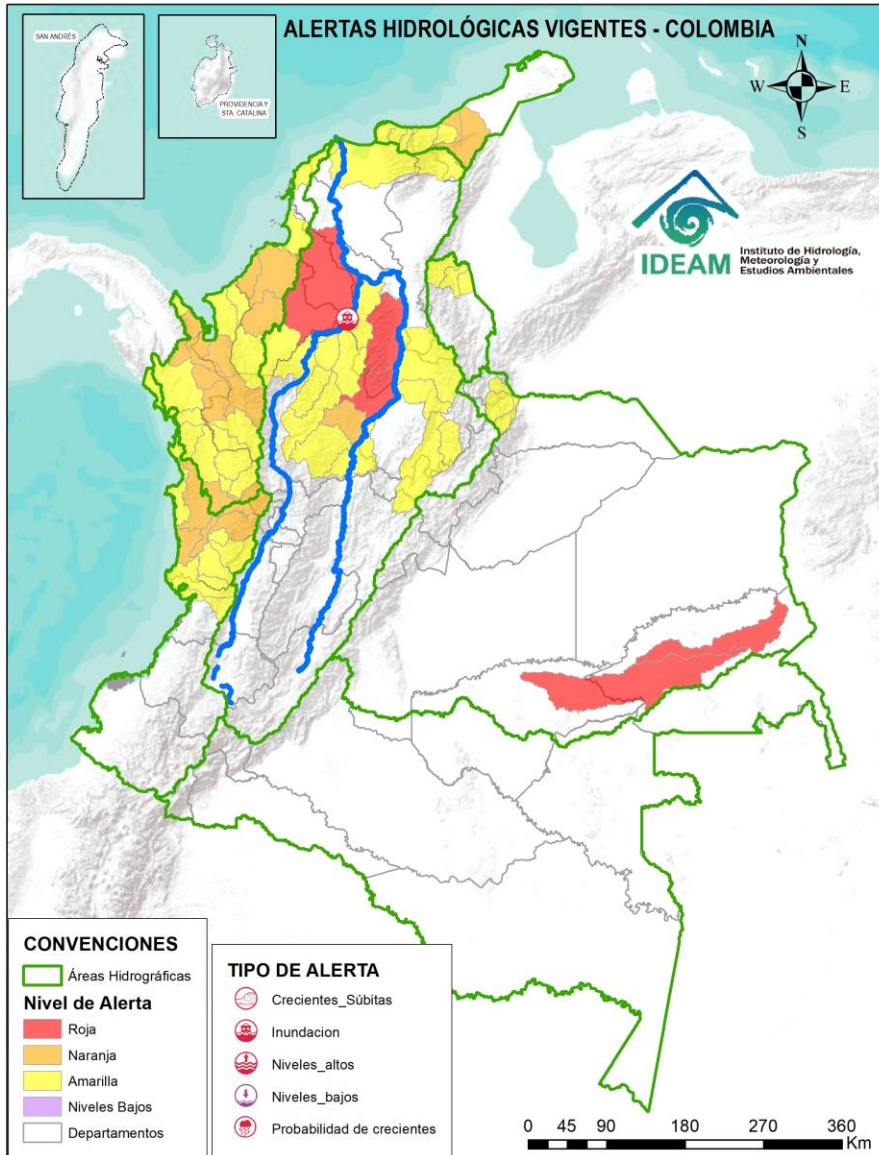 ALERTAS HIDROLÓGICAS VIGENTES - COLOMBIA
SAN ANDRÉS
PROVIDENCIA Y
STA. CATALINA
N
W
E
S
IDEAM
Instituto de Hidrología,
Meteorología y
Estudios Ambientales
CONVENCIONES
Áreas Hidrográficas
Nivel de Alerta
Roja
Naranja
Amarilla
Niveles Bajos
Departamentos
TIPO DE ALERTA
Crecientes_Súbitas
Inundacion
Niveles_altos
Niveles_bajos
Probabilidad de crecientes
0 45 90 180 270 360
Km